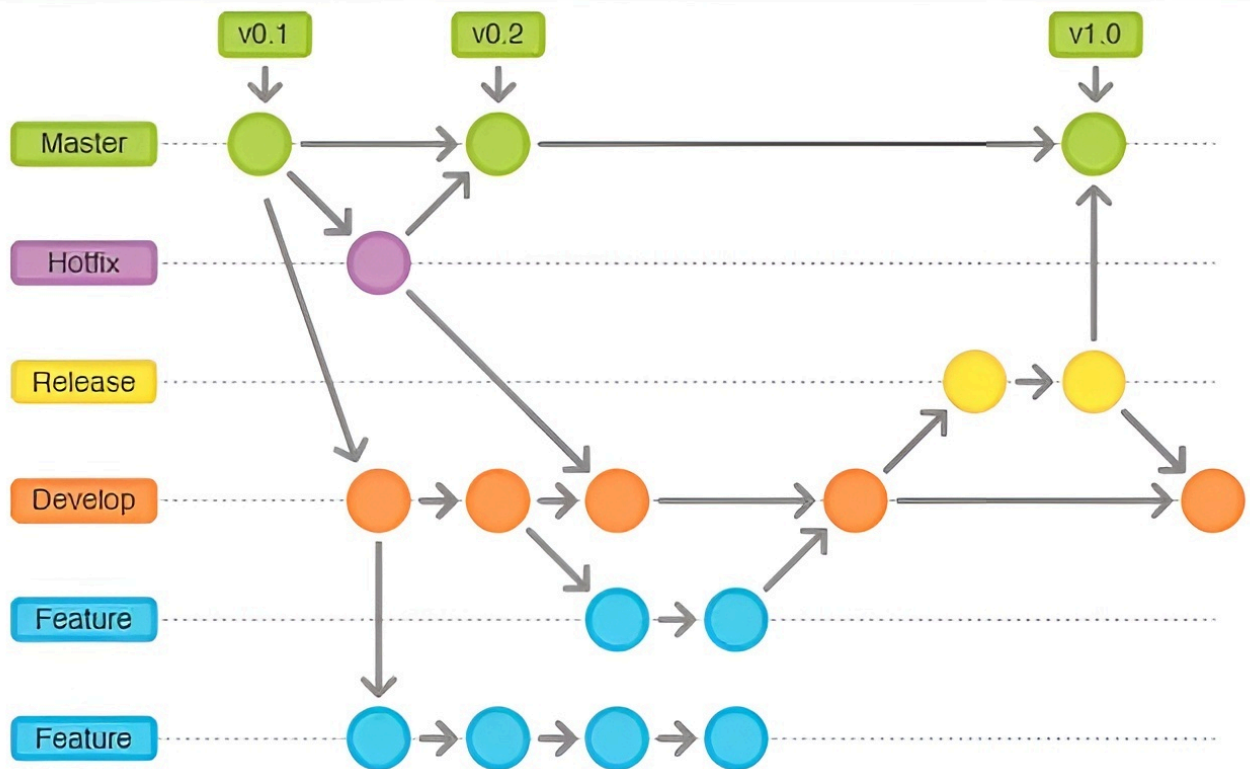 v0.1 v0.2 v1.0
Master
Hotfix
Release
Develop
Feature
Feature